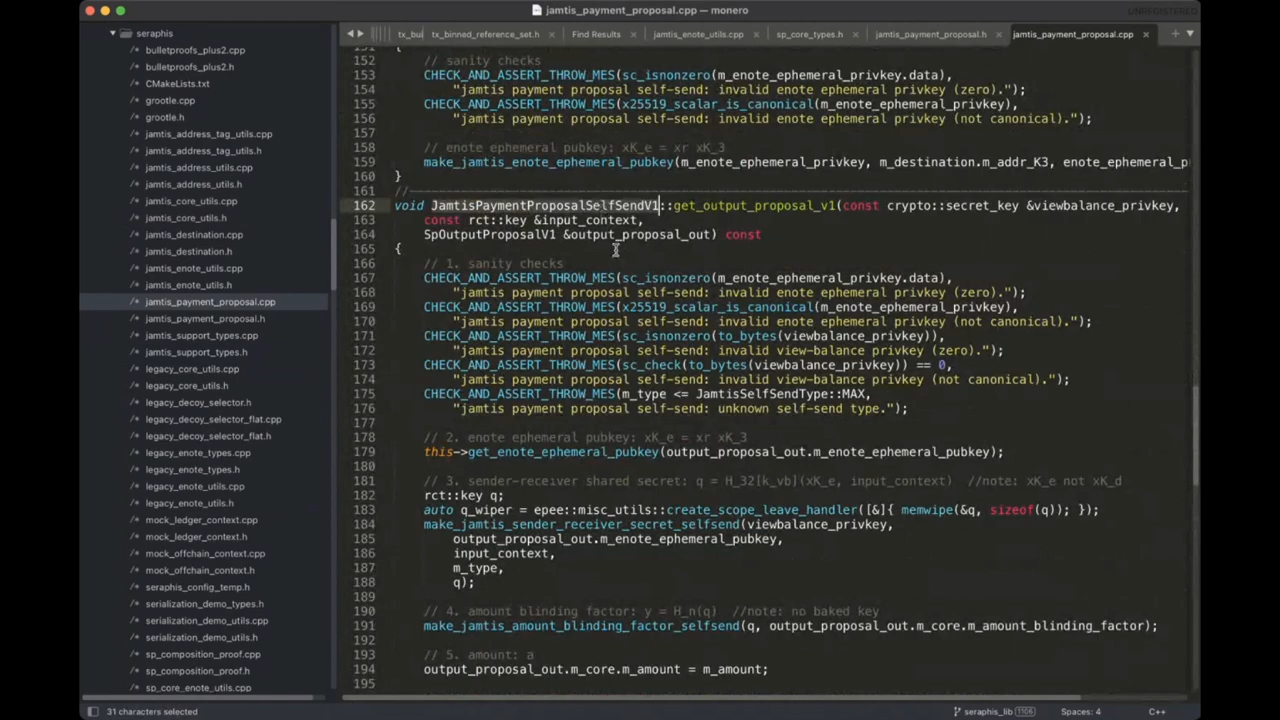 jamtis_payment_proposal.cpp — monero
UNREGISTERED
tx_bui
tx_binned_reference_set.h
Find Results
jamtis_enote_utils.cpp
sp_core_types.h
jamtis_payment_proposal.h
jamtis_payment_proposal.cpp
seraphis
bulletproofs_plus2.cpp
bulletproofs_plus2.h
CMakeLists.txt
grootle.cpp
grootle.h
jamtis_address_tag_utils.cpp
jamtis_address_tag_utils.h
jamtis_address_utils.cpp
jamtis_address_utils.h
jamtis_core_utils.cpp
jamtis_core_utils.h
jamtis_destination.cpp
jamtis_destination.h
jamtis_enote_utils.cpp
jamtis_enote_utils.h
jamtis_payment_proposal.cpp
jamtis_payment_proposal.h
jamtis_support_types.cpp
jamtis_support_types.h
legacy_core_utils.cpp
legacy_core_utils.h
legacy_decoy_selector.h
legacy_decoy_selector_flat.cpp
legacy_decoy_selector_flat.h
legacy_enote_types.cpp
legacy_enote_types.h
legacy_enote_utils.cpp
legacy_enote_utils.h
mock_ledger_context.cpp
mock_ledger_context.h
mock_offchain_context.cpp
mock_offchain_context.h
seraphis_config_temp.h
serialization_demo_types.h
serialization_demo_utils.cpp
serialization_demo_utils.h
sp_composition_proof.cpp
sp_composition_proof.h
sp_core_enote_utils.cpp
151 {
152 // sanity checks
153 CHECK_AND_ASSERT_THROW_MES(sc_isnonzero(m_enote_ephemeral_privkey.data),
154 "jamtis payment proposal self-send: invalid enote ephemeral privkey (zero).");
155 CHECK_AND_ASSERT_THROW_MES(x25519_scalar_is_canonical(m_enote_ephemeral_privkey),
156 "jamtis payment proposal self-send: invalid enote ephemeral privkey (not canonical).");
157
158 // enote ephemeral pubkey: xK_e = xr xK_3
159 make_jamtis_enote_ephemeral_pubkey(m_enote_ephemeral_privkey, m_destination.m_addr_K3, enote_ephemeral_p
160 }
161 //
162 void JamtisPaymentProposalSelfSendV1::get_output_proposal_v1(const crypto::secret_key &viewbalance_privkey,
163 const rct::key &input_context,
164 SpOutputProposalV1 &output_proposal_out) const
165 {
166 // 1. sanity checks
167 CHECK_AND_ASSERT_THROW_MES(sc_isnonzero(m_enote_ephemeral_privkey.data),
168 "jamtis payment proposal self-send: invalid enote ephemeral privkey (zero).");
169 CHECK_AND_ASSERT_THROW_MES(x25519_scalar_is_canonical(m_enote_ephemeral_privkey),
170 "jamtis payment proposal self-send: invalid enote ephemeral privkey (not canonical).");
171 CHECK_AND_ASSERT_THROW_MES(sc_isnonzero(to_bytes(viewbalance_privkey)),
172 "jamtis payment proposal self-send: invalid view-balance privkey (zero).");
173 CHECK_AND_ASSERT_THROW_MES(sc_check(to_bytes(viewbalance_privkey)) == 0,
174 "jamtis payment proposal self-send: invalid view-balance privkey (not canonical).");
175 CHECK_AND_ASSERT_THROW_MES(m_type <= JamtisSelfSendType::MAX,
176 "jamtis payment proposal self-send: unknown self-send type.");
177
178 // 2. enote ephemeral pubkey: xK_e = xr xK_3
179 this->get_enote_ephemeral_pubkey(output_proposal_out.m_enote_ephemeral_pubkey);
180
181 // 3. sender-receiver shared secret: q = H_32[k_vb](xK_e, input_context) //note: xK_e not xK_d
182 rct::key q;
183 auto q_wiper = epee::misc_utils::create_scope_leave_handler([&]{ memwipe(&q, sizeof(q)); });
184 make_jamtis_sender_receiver_secret_selfsend(viewbalance_privkey,
185 output_proposal_out.m_enote_ephemeral_pubkey,
186 input_context,
187 m_type,
188 q);
189
190 // 4. amount blinding factor: y = H_n(q) //note: no baked key
191 make_jamtis_amount_blinding_factor_selfsend(q, output_proposal_out.m_core.m_amount_blinding_factor);
192
193 // 5. amount: a
194 output_proposal_out.m_core.m_amount = m_amount;
195
31 characters selected
seraphis_lib 1106
Spaces: 4
C++